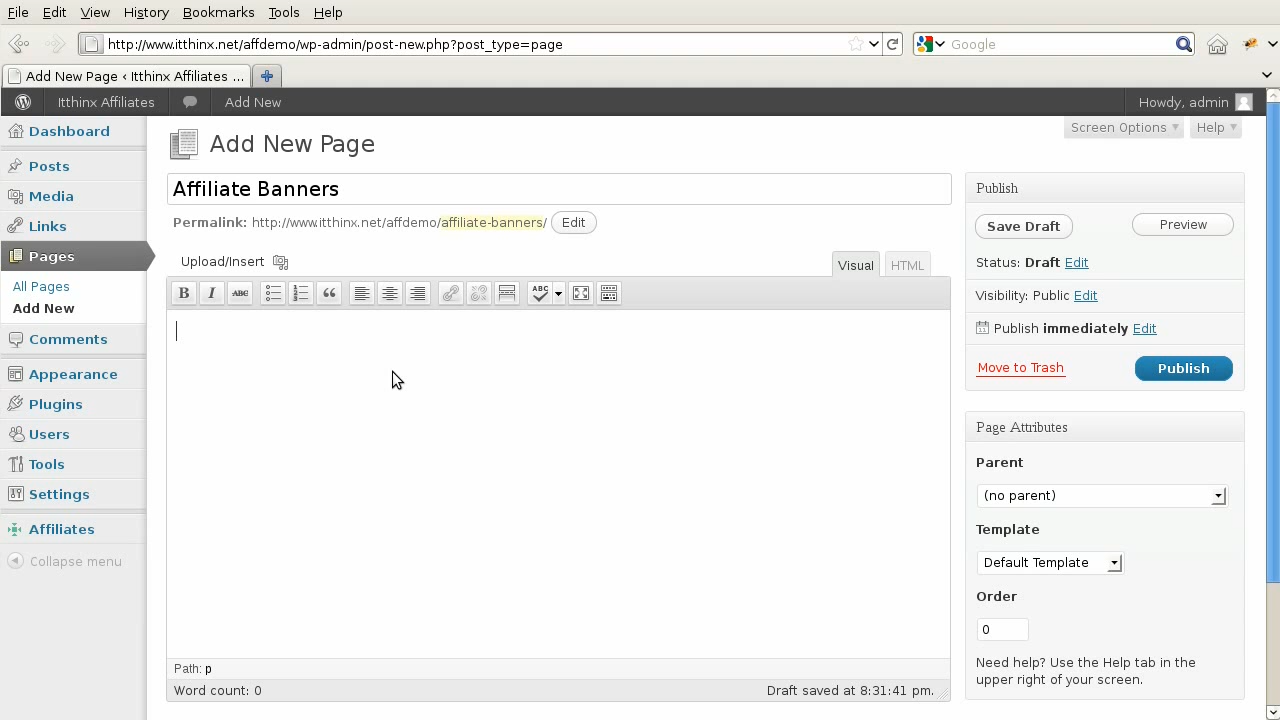 File Edit View History Bookmarks Tools Help
http://www.itthinx.net/affdemo/wp-admin/post-new.php?post_type=page
Google
Add New Page ‹ Itthinx Affiliates ...
Itthinx Affiliates
Add New
Howdy, admin
Screen Options
Help
Dashboard
Posts
Media
Links
Pages
All Pages
Add New
Comments
Appearance
Plugins
Users
Tools
Settings
Affiliates
Collapse menu
Add New Page
Affiliate Banners
Permalink: http://www.itthinx.net/affdemo/affiliate-banners/ Edit
Upload/Insert
Visual
HTML
B I ABC
ABC
Path: p
Word count: 0
Draft saved at 8:31:41 pm.
Publish
Save Draft
Preview
Status: Draft Edit
Visibility: Public Edit
Publish immediately Edit
Move to Trash
Publish
Page Attributes
Parent
(no parent)
Template
Default Template
Order
0
Need help? Use the Help tab in the
upper right of your screen.